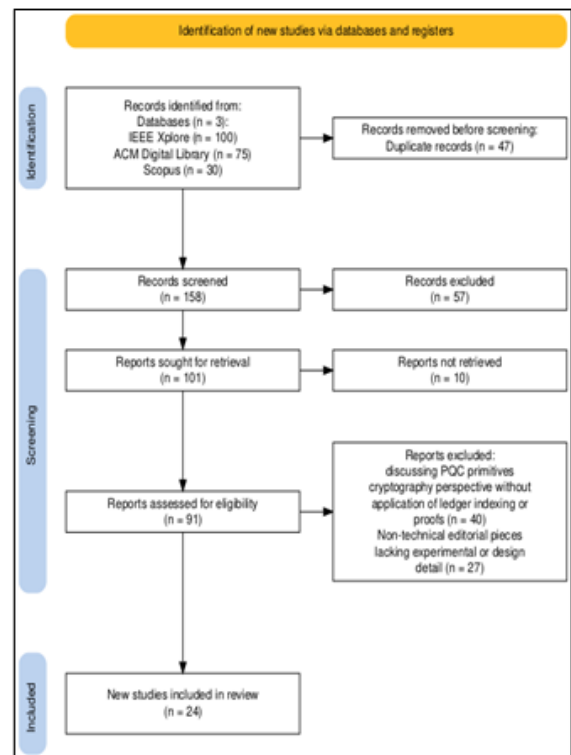 Identification of new studies via databases and registers
Identification
Records identified from:
Databases (n = 3):
IEEE Xplore = 100)
ACM Digital Library (n = 75)
Scopus (n = 30)
Records removed before screening:
Duplicate records (n = 47)
Screening
Records screened
(n = 158)
Records excluded
(n = 57)
Reports sought for retrieval
(n = 101)
Reports not retrieved
(n = 10)
Reports assessed for eligibility
(n = 91)
Reports excluded:
discussing PQC primitives
cryptography perspective without
application of ledger indexing or
proofs (n = 40)
Non-technical editorial pieces
lacking experimental or design
detail (n = 27)
Included
New studies included in review
(n = 24)